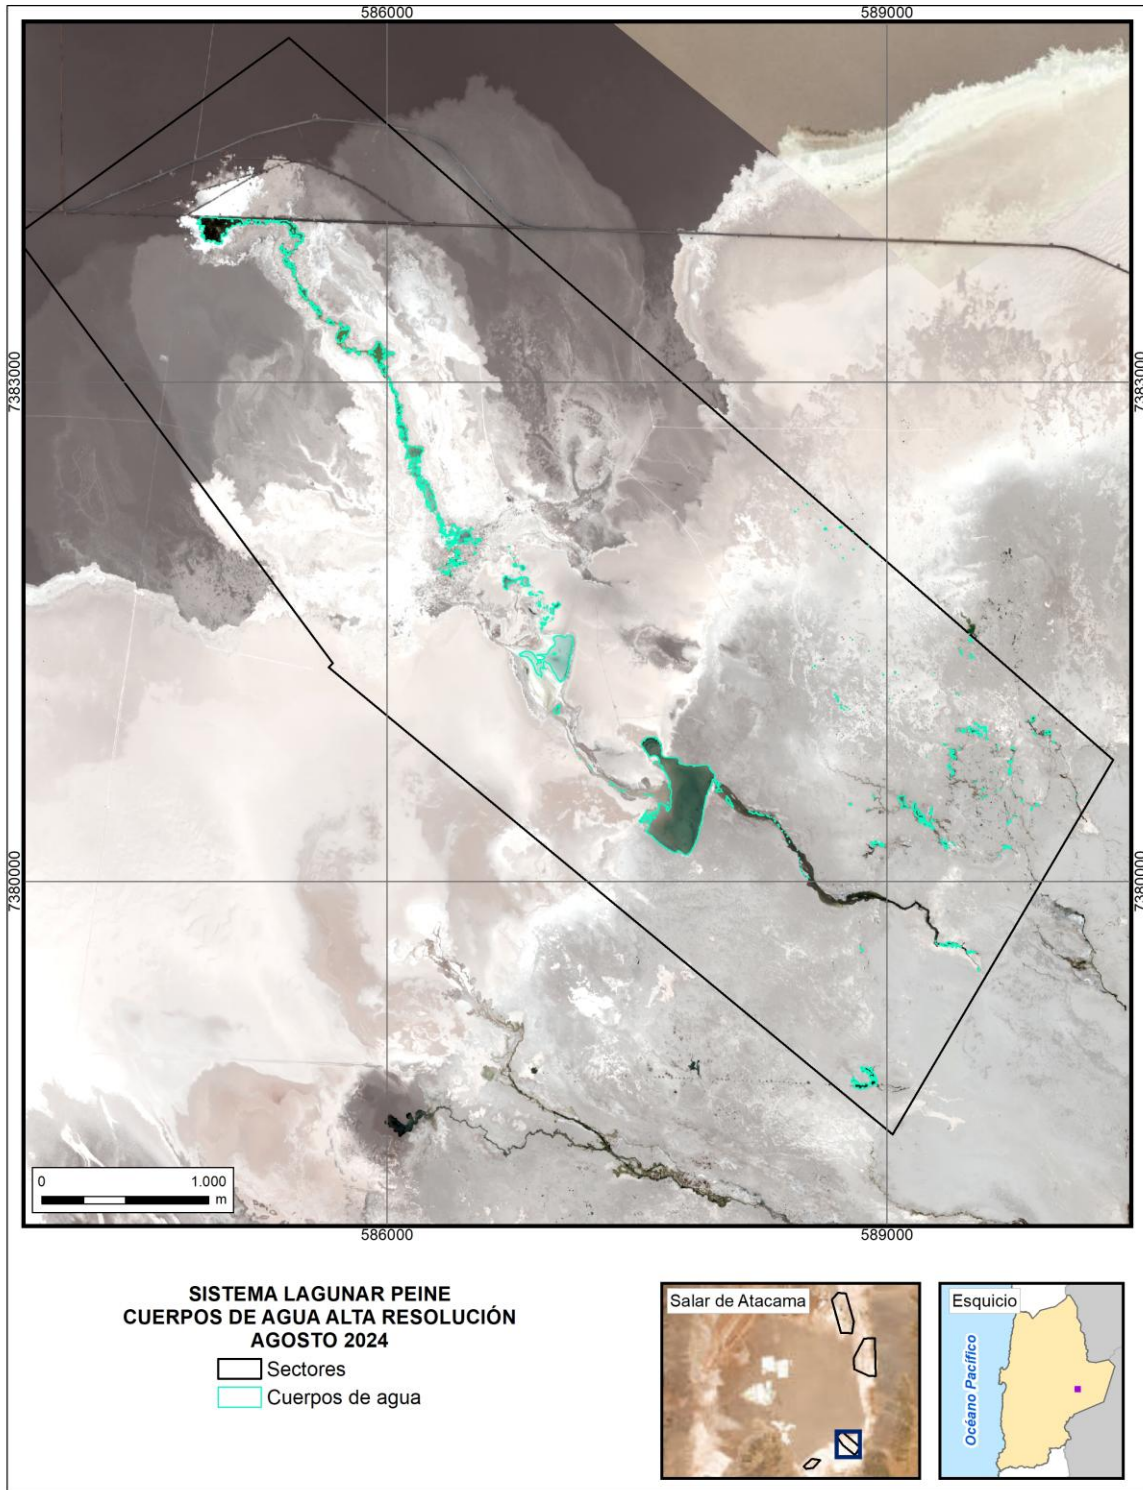 586000
589000
7383000
7383000
7380000
7380000
0
1.000
m
586000
589000
SISTEMA LAGUNAR PEINE
CUERPOS DE AGUA ALTA RESOLUCIÓN
AGOSTO 2024
Sectores
Cuerpos de agua
Salar de Atacama
Esquicio
Océano Pacífico